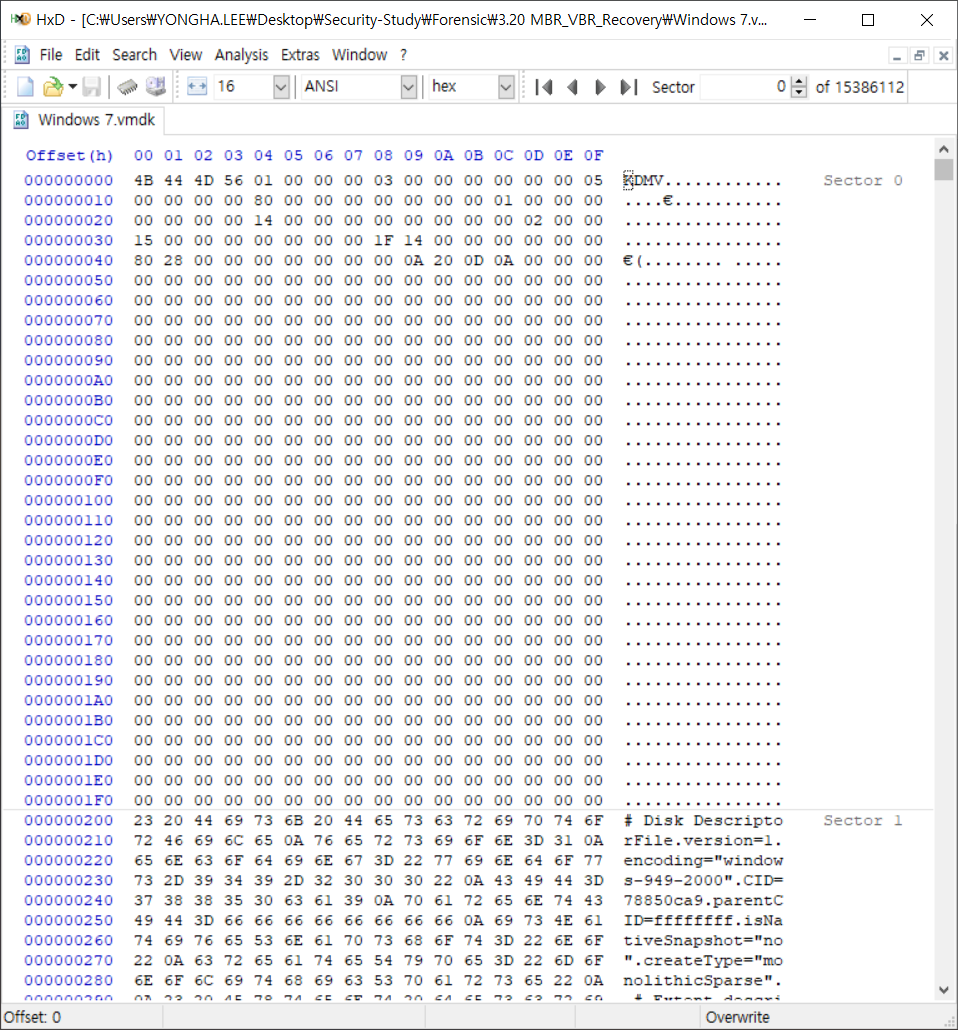 HxD - [C:₩Users₩YONGHA.LEE₩Desktop₩Security-Study₩Forensic₩3.20 MBR_VBR_Recovery₩Windows 7.v...
File Edit Search View Analysis Extras Window ?
16 ANSI hex Sector 0 of 15386112
Windows 7.vmdk
Offset(h) 00 01 02 03 04 05 06 07 08 09 0A 0B 0C 0D 0E 0F
000000000 4B 44 4D 56 01 00 00 00 03 00 00 00 00 00 00 05 KDMV............ Sector 0
000000010 00 00 00 00 80 00 00 00 00 00 00 00 01 00 00 00 ....€...........
000000020 00 00 00 00 14 00 00 00 00 00 00 00 00 02 00 00 ................
000000030 15 00 00 00 00 00 00 00 1F 14 00 00 00 00 00 00 ................
000000040 80 28 00 00 00 00 00 00 00 0A 20 0D 0A 00 00 00 €(........ .....
000000050 00 00 00 00 00 00 00 00 00 00 00 00 00 00 00 00 ................
000000060 00 00 00 00 00 00 00 00 00 00 00 00 00 00 00 00 ................
000000070 00 00 00 00 00 00 00 00 00 00 00 00 00 00 00 00 ................
000000080 00 00 00 00 00 00 00 00 00 00 00 00 00 00 00 00 ................
000000090 00 00 00 00 00 00 00 00 00 00 00 00 00 00 00 00 ................
0000000A0 00 00 00 00 00 00 00 00 00 00 00 00 00 00 00 00 ................
0000000B0 00 00 00 00 00 00 00 00 00 00 00 00 00 00 00 00 ................
0000000C0 00 00 00 00 00 00 00 00 00 00 00 00 00 00 00 00 ................
0000000D0 00 00 00 00 00 00 00 00 00 00 00 00 00 00 00 00 ................
0000000E0 00 00 00 00 00 00 00 00 00 00 00 00 00 00 00 00 ................
0000000F0 00 00 00 00 00 00 00 00 00 00 00 00 00 00 00 00 ................
000000100 00 00 00 00 00 00 00 00 00 00 00 00 00 00 00 00 ................
000000110 00 00 00 00 00 00 00 00 00 00 00 00 00 00 00 00 ................
000000120 00 00 00 00 00 00 00 00 00 00 00 00 00 00 00 00 ................
000000130 00 00 00 00 00 00 00 00 00 00 00 00 00 00 00 00 ................
000000140 00 00 00 00 00 00 00 00 00 00 00 00 00 00 00 00 ................
000000150 00 00 00 00 00 00 00 00 00 00 00 00 00 00 00 00 ................
000000160 00 00 00 00 00 00 00 00 00 00 00 00 00 00 00 00 ................
000000170 00 00 00 00 00 00 00 00 00 00 00 00 00 00 00 00 ................
000000180 00 00 00 00 00 00 00 00 00 00 00 00 00 00 00 00 ................
000000190 00 00 00 00 00 00 00 00 00 00 00 00 00 00 00 00 ................
0000001A0 00 00 00 00 00 00 00 00 00 00 00 00 00 00 00 00 ................
0000001B0 00 00 00 00 00 00 00 00 00 00 00 00 00 00 00 00 ................
0000001C0 00 00 00 00 00 00 00 00 00 00 00 00 00 00 00 00 ................
0000001D0 00 00 00 00 00 00 00 00 00 00 00 00 00 00 00 00 ................
0000001E0 00 00 00 00 00 00 00 00 00 00 00 00 00 00 00 00 ................
0000001F0 00 00 00 00 00 00 00 00 00 00 00 00 00 00 00 00 ................
000000200 23 20 44 69 73 6B 20 44 65 73 63 72 69 70 74 6F # Disk Descripto Sector 1
000000210 72 46 69 6C 65 0A 76 65 72 73 69 6F 6E 3D 31 0A rFile.version=1.
000000220 65 6E 63 6F 64 69 6E 67 3D 22 77 69 6E 64 6F 77 encoding="window
000000230 73 2D 39 34 39 2D 32 30 30 30 22 0A 43 49 44 3D s-949-2000".CID=
000000240 37 38 38 35 30 63 61 39 0A 70 61 72 65 6E 74 43 78850ca9.parentC
000000250 49 44 3D 66 66 66 66 66 66 66 66 0A 69 73 4E 61 ID=ffffffff.isNa
000000260 74 69 76 65 53 6E 61 70 73 68 6F 74 3D 22 6E 6F tiveSnapshot="no
000000270 22 0A 63 72 65 61 74 65 54 79 70 65 3D 22 6D 6F ".createType="mo
000000280 6E 6F 6C 69 74 68 69 63 53 70 61 72 73 65 22 0A nolithicSparse".
000000290 0A 23 20 45 78 74 65 6E 74 20 64 65 73 63 72 69 .# Extent descri
Offset: 0 Overwrite